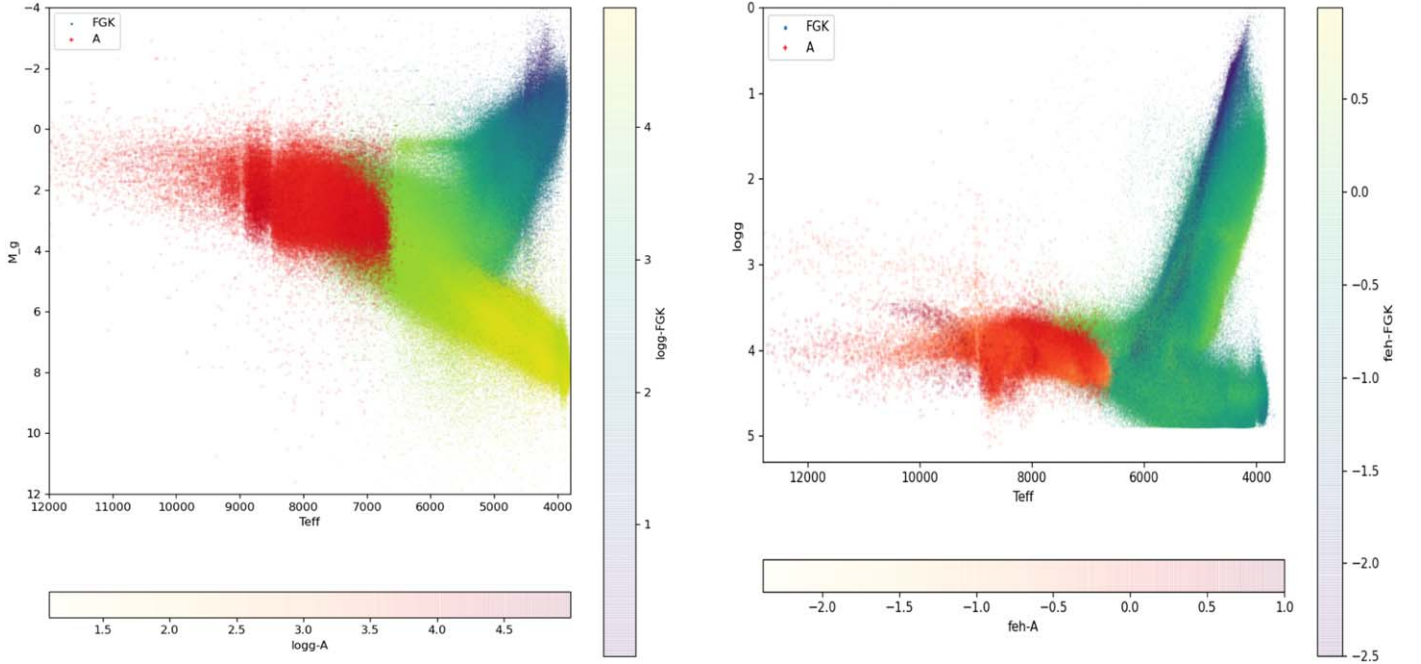 FGK
A
−4
−2
0
2
4
6
8
10
12
M_g
12000 11000 10000 9000 8000 7000 6000 5000 4000
Teff
4
3
2
1
logg-FGK
1.5 2.0 2.5 3.0 3.5 4.0 4.5
logg-A
FGK
A
0
1
2
3
4
5
logg
12000 10000 8000 6000 4000
Teff
0.5
0.0
−0.5
−1.0
−1.5
−2.0
−2.5
feh-FGK
−2.0 −1.5 −1.0 −0.5 0.0 0.5 1.0
feh-A